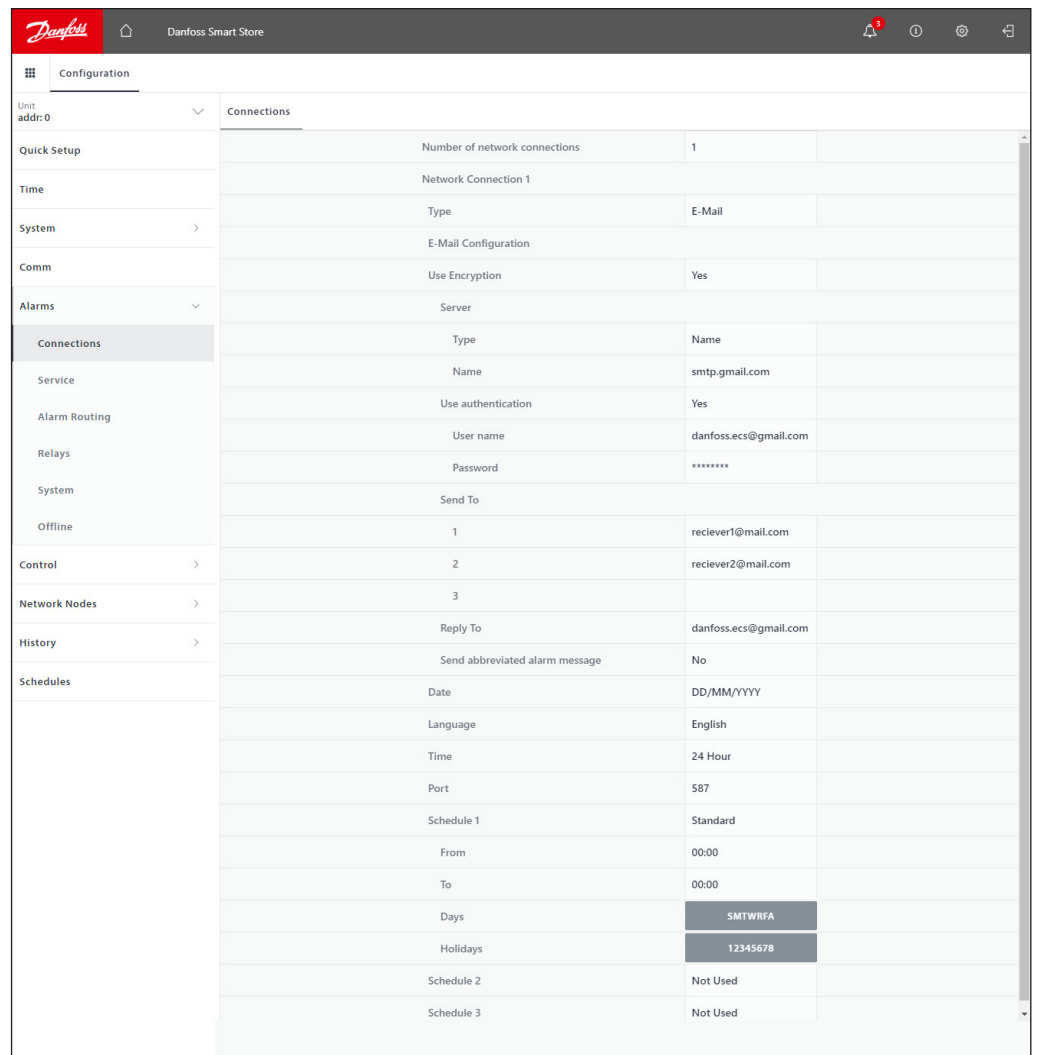 Danfoss
Danfoss Smart Store
3
Configuration
Unit
addr: 0
Quick Setup
Time
System
Comm
Alarms
Connections
Service
Alarm Routing
Relays
System
Offline
Control
Network Nodes
History
Schedules
Connections
Number of network connections 1
Network Connection 1
Type E-Mail
E-Mail Configuration
Use Encryption Yes
Server
Type Name
Name smtp.gmail.com
Use authentication Yes
User name danfoss.ecs@gmail.com
Password ********
Send To
1 reciever1@mail.com
2 reciever2@mail.com
3
Reply To danfoss.ecs@gmail.com
Send abbreviated alarm message No
Date DD/MM/YYYY
Language English
Time 24 Hour
Port 587
Schedule 1 Standard
From 00:00
To 00:00
Days SMTWRFA
Holidays 12345678
Schedule 2 Not Used
Schedule 3 Not Used